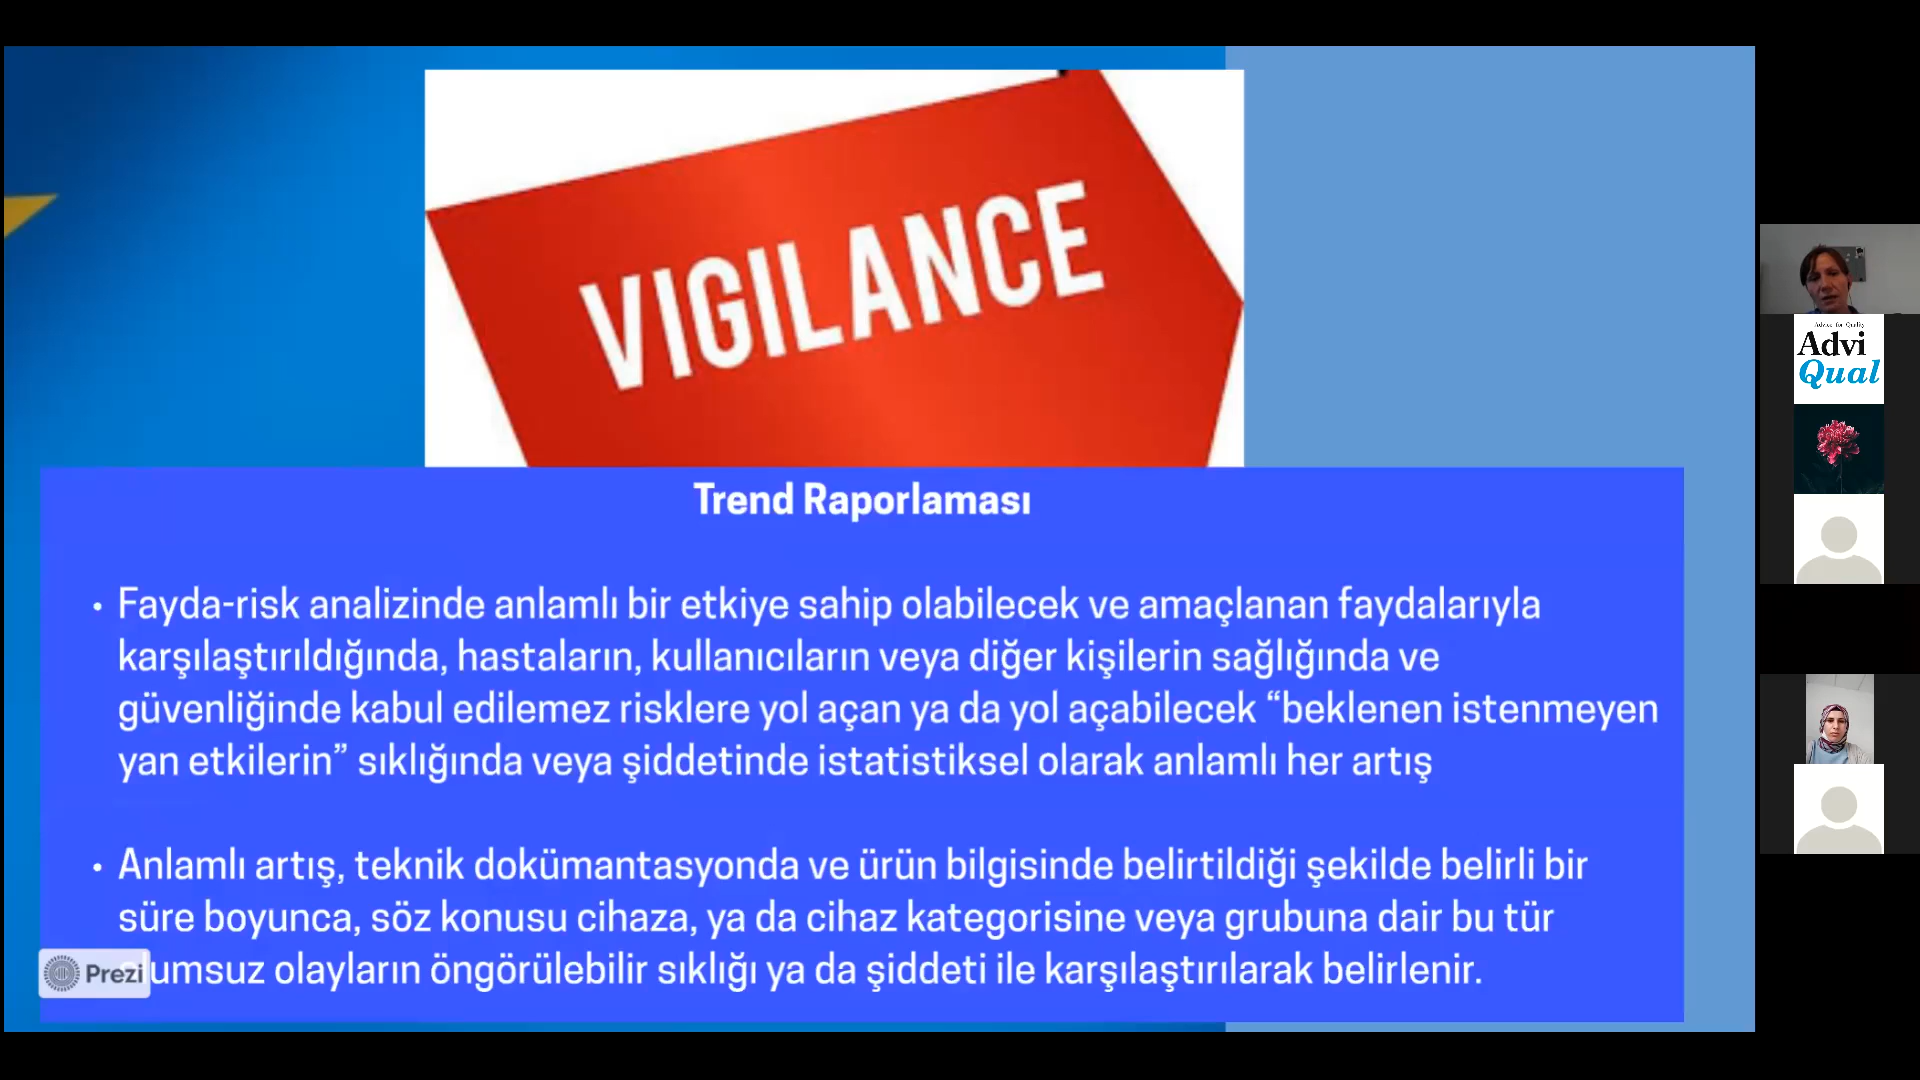 VIGILANCE
Trend Raporlaması
• Fayda-risk analizinde anlamlı bir etkiye sahip olabilecek ve amaçlanan faydalarıyla
karşılaştırıldığında, hastaların, kullanıcıların veya diğer kişilerin sağlığında ve
güvenliğinde kabul edilemez risklere yol açan ya da yol açabilecek “beklenen istenmeyen
yan etkilerin” sıklığında veya şiddetinde istatistiksel olarak anlamlı her artış
• Anlamlı artış, teknik dokümantasyonda ve ürün bilgisinde belirtildiği şekilde belirli bir
süre boyunca, söz konusu cihaza, ya da cihaz kategorisine veya grubuna dair bu tür
umsuz olayların öngörülebilir sıklığı ya da şiddeti ile karşılaştırılarak belirlenir.
Prezi
Advice for Quality
Advi
Qual